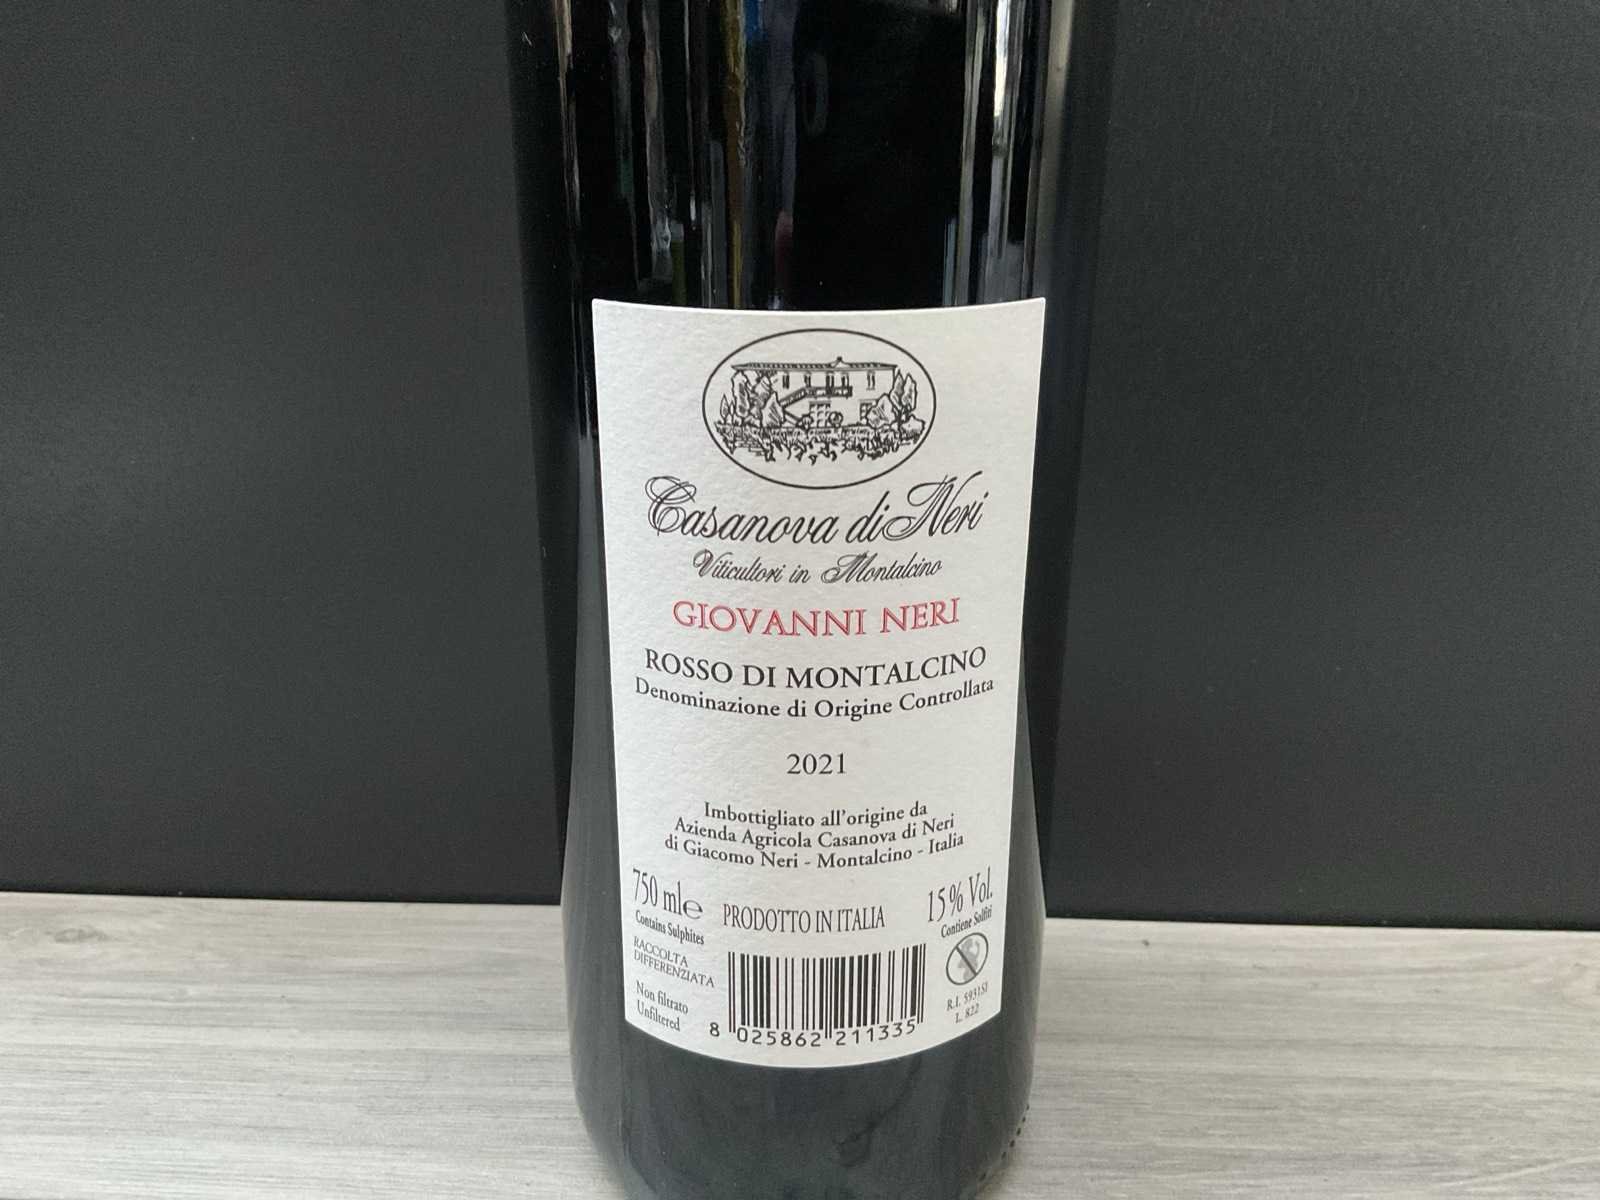 Casanova di Neri
Viticultori in Montalcino
GIOVANNI NERI
ROSSO DI MONTALCINO
Denominazione di Origine Controllata
2021
Imbottigliato all'origine da
Azienda Agricola Casanova di Neri
di Giacomo Neri - Montalcino - Italia
750 ml℮
PRODOTTO IN ITALIA
15% Vol.
Contains Sulphites
Contiene Solfiti
RACCOLTA
DIFFERENZIATA
Non filtrato
Unfiltered
8 025862 211335
R.I. 5931SI
L. 822